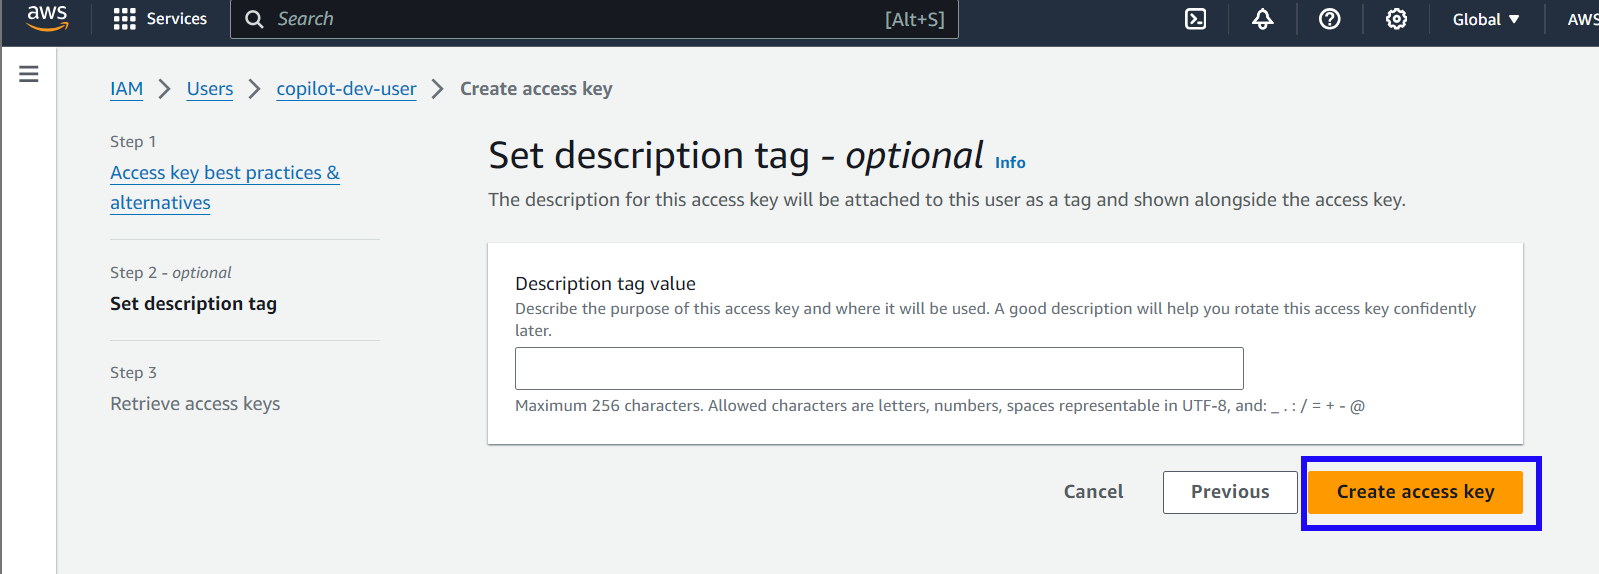 aws
Services
Search
[Alt+S]
Global
AWS
IAM
Users
copilot-dev-user
Create access key
Step 1
Access key best practices &
alternatives
Step 2 - optional
Set description tag
Step 3
Retrieve access keys
Set description tag - optional Info
The description for this access key will be attached to this user as a tag and shown alongside the access key.
Description tag value
Describe the purpose of this access key and where it will be used. A good description will help you rotate this access key confidently
later.
Maximum 256 characters. Allowed characters are letters, numbers, spaces representable in UTF-8, and: _ . : / = + - @
Cancel
Previous
Create access key